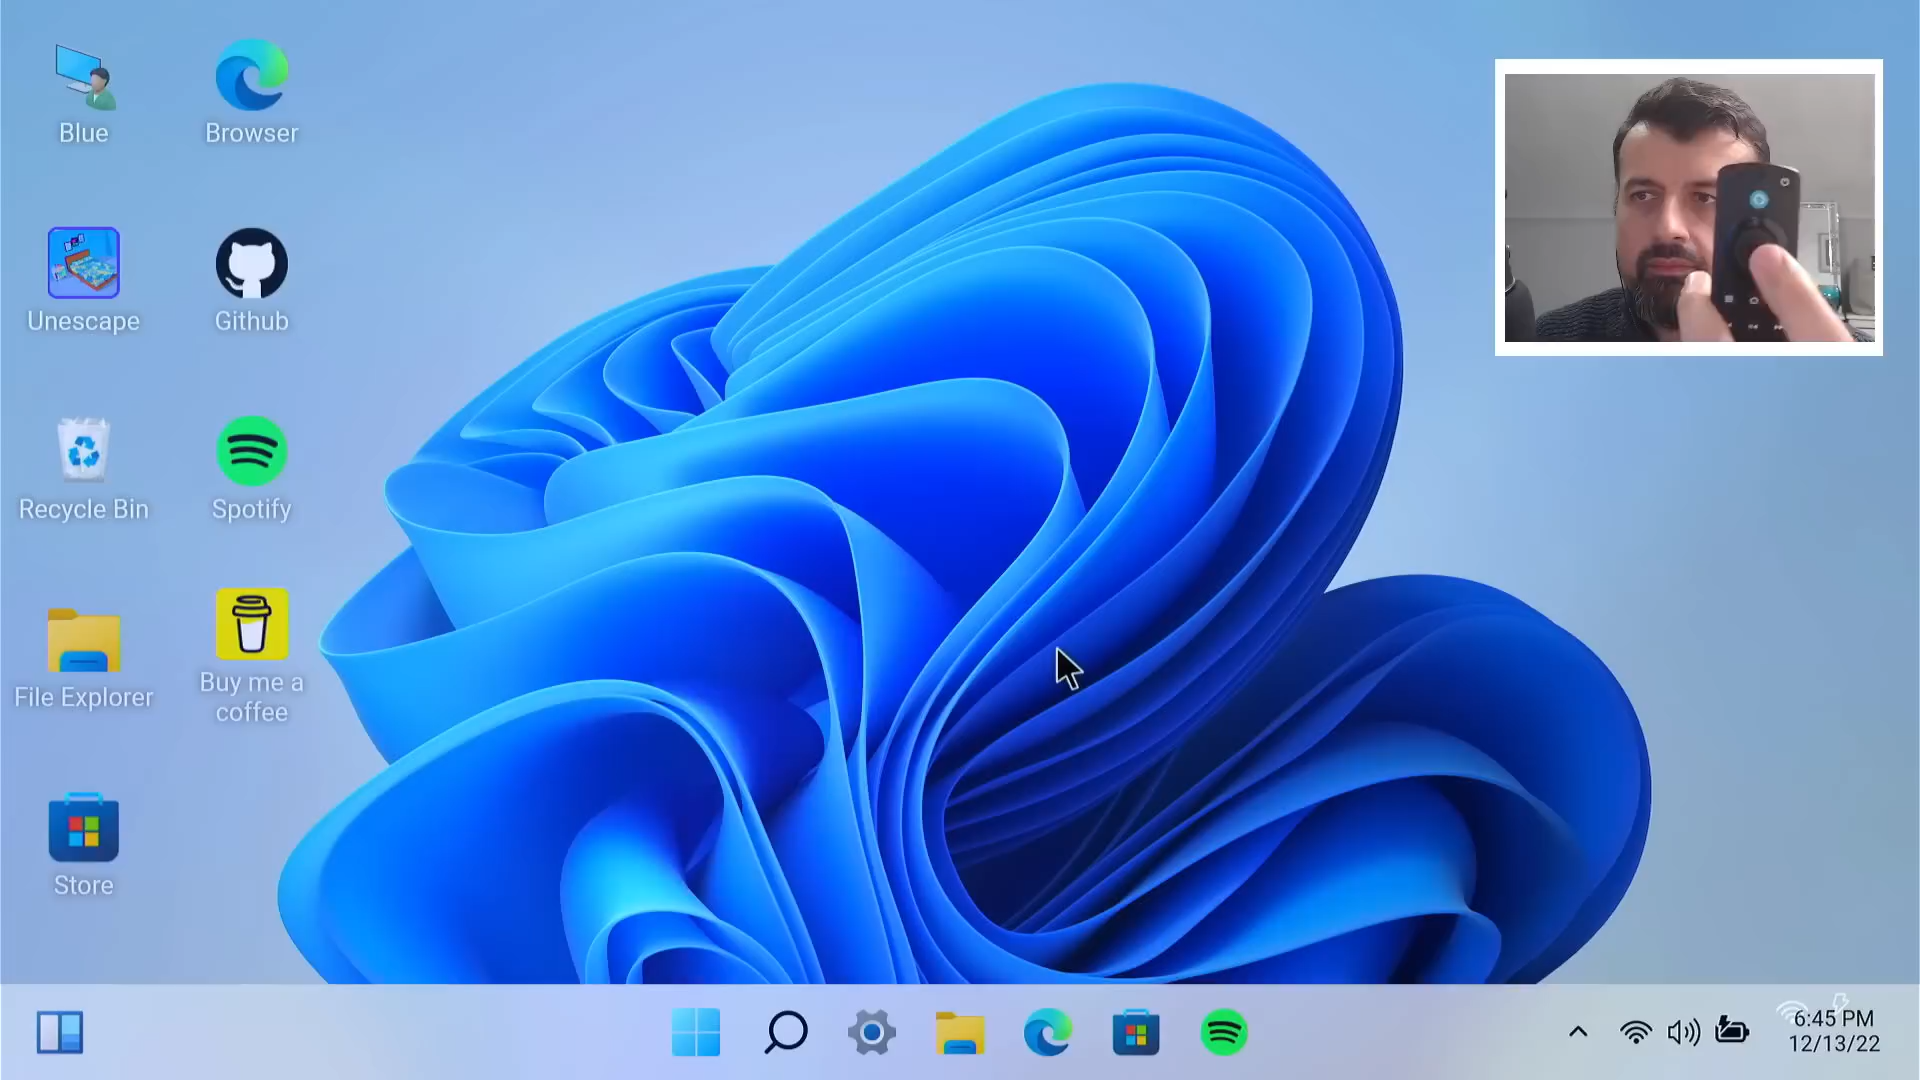 Blue
Browser
Unescape
Github
Recycle Bin
Spotify
File Explorer
Buy me a
coffee
Store
6:45 PM
12/13/22